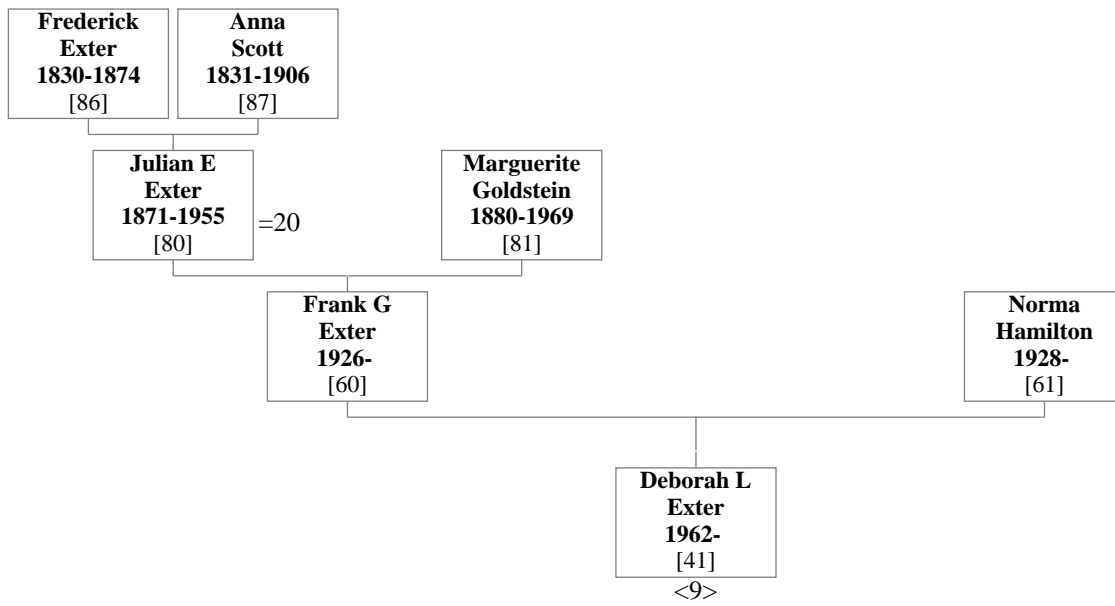 Frederick
Exter
1830-1874
[86]
Anna
Scott
1831-1906
[87]
Julian E
Exter
1871-1955
[80]
=20
Marguerite
Goldstein
1880-1969
[81]
Frank G
Exter
1926-
[60]
Norma
Hamilton
1928-
[61]
Deborah L
Exter
1962-
[41]
<9>